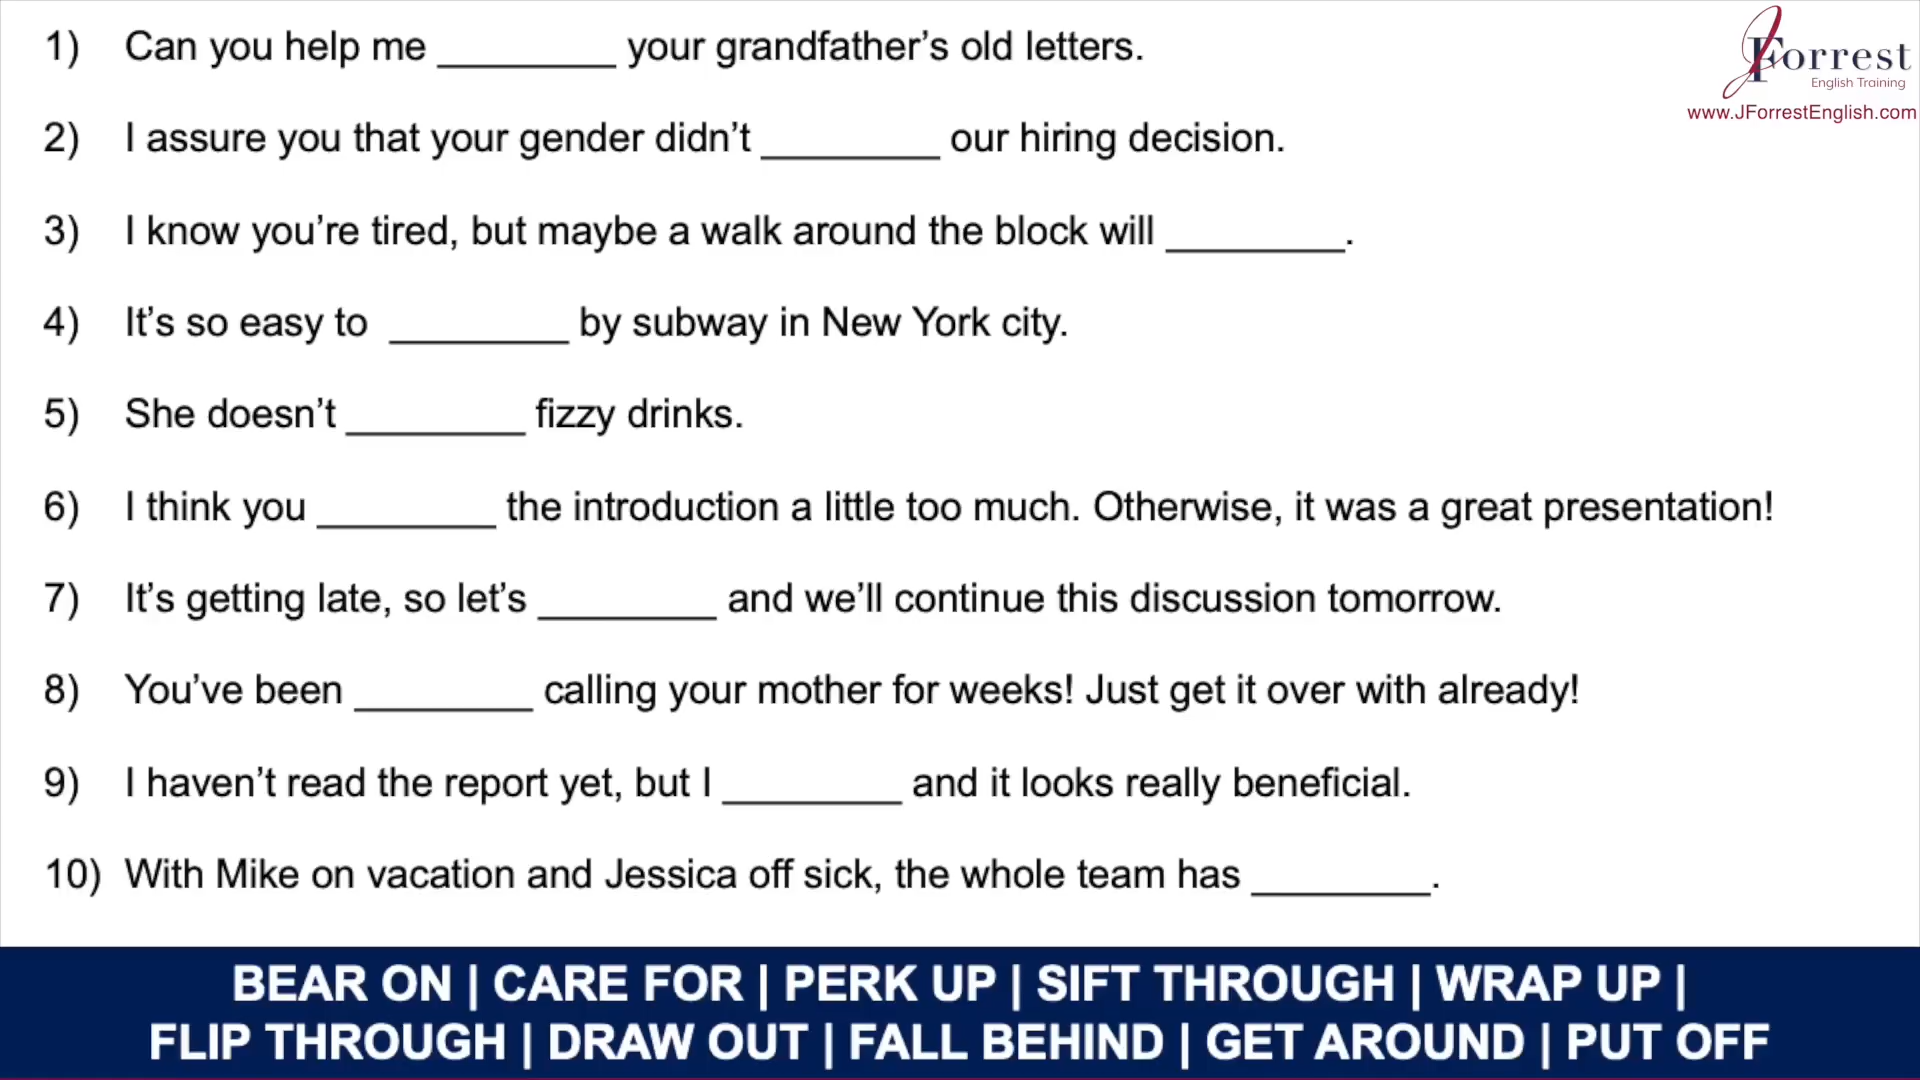 1) Can you help me ________ your grandfather’s old letters.
JForrest
English Training
www.JForrestEnglish.com
2) I assure you that your gender didn’t ________ our hiring decision.
3) I know you’re tired, but maybe a walk around the block will ________.
4) It’s so easy to ________ by subway in New York city.
5) She doesn’t ________ fizzy drinks.
6) I think you ________ the introduction a little too much. Otherwise, it was a great presentation!
7) It’s getting late, so let’s ________ and we’ll continue this discussion tomorrow.
8) You’ve been ________ calling your mother for weeks! Just get it over with already!
9) I haven’t read the report yet, but I ________ and it looks really beneficial.
10) With Mike on vacation and Jessica off sick, the whole team has ________.
BEAR ON | CARE FOR | PERK UP | SIFT THROUGH | WRAP UP |
FLIP THROUGH | DRAW OUT | FALL BEHIND | GET AROUND | PUT OFF